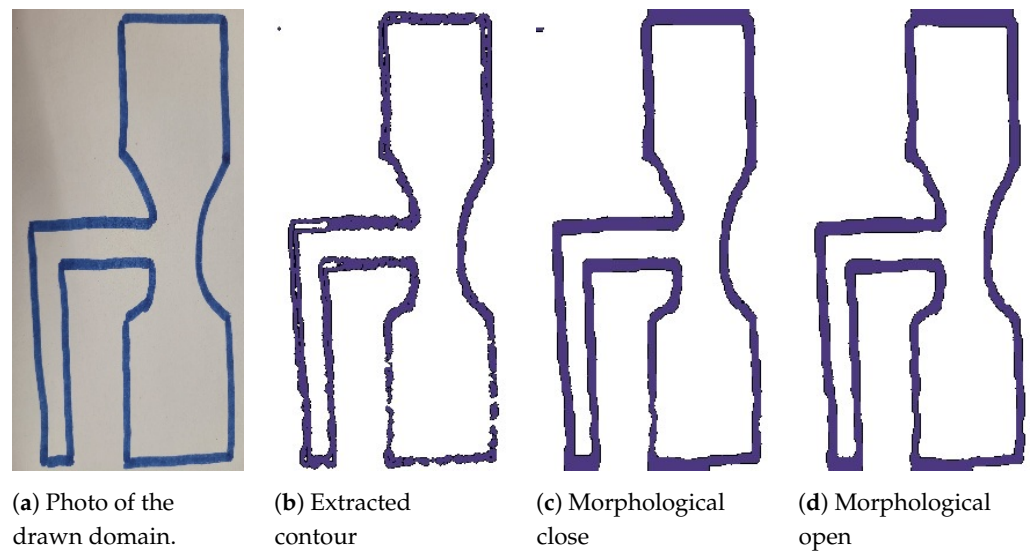 (a) Photo of the
drawn domain.
(b) Extracted
contour
(c) Morphological
close
(d) Morphological
open